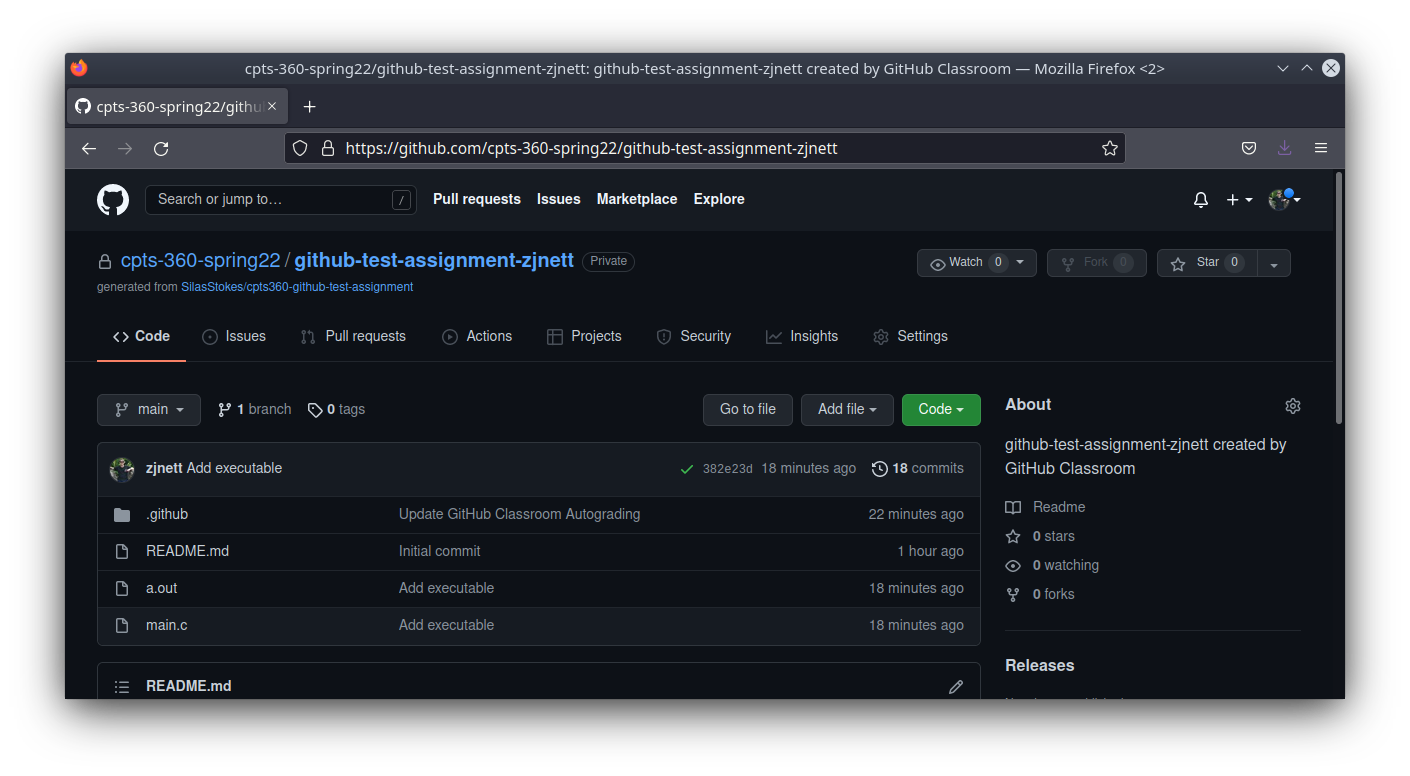 cpts-360-spring22/github-test-assignment-zjnett: github-test-assignment-zjnett created by GitHub Classroom — Mozilla Firefox <2>
cpts-360-spring22/githu
https://github.com/cpts-360-spring22/github-test-assignment-zjnett
Search or jump to… / Pull requests Issues Marketplace Explore
cpts-360-spring22 / github-test-assignment-zjnett Private Watch 0 Fork 0 Star 0
generated from SilasStokes/cpts360-github-test-assignment
Code Issues Pull requests Actions Projects Security Insights Settings
main 1 branch 0 tags Go to file Add file Code
zjnett Add executable 382e23d 18 minutes ago 18 commits
.github Update GitHub Classroom Autograding 22 minutes ago
README.md Initial commit 1 hour ago
a.out Add executable 18 minutes ago
main.c Add executable 18 minutes ago
README.md
About
github-test-assignment-zjnett created by
GitHub Classroom
Readme
0 stars
0 watching
0 forks
Releases